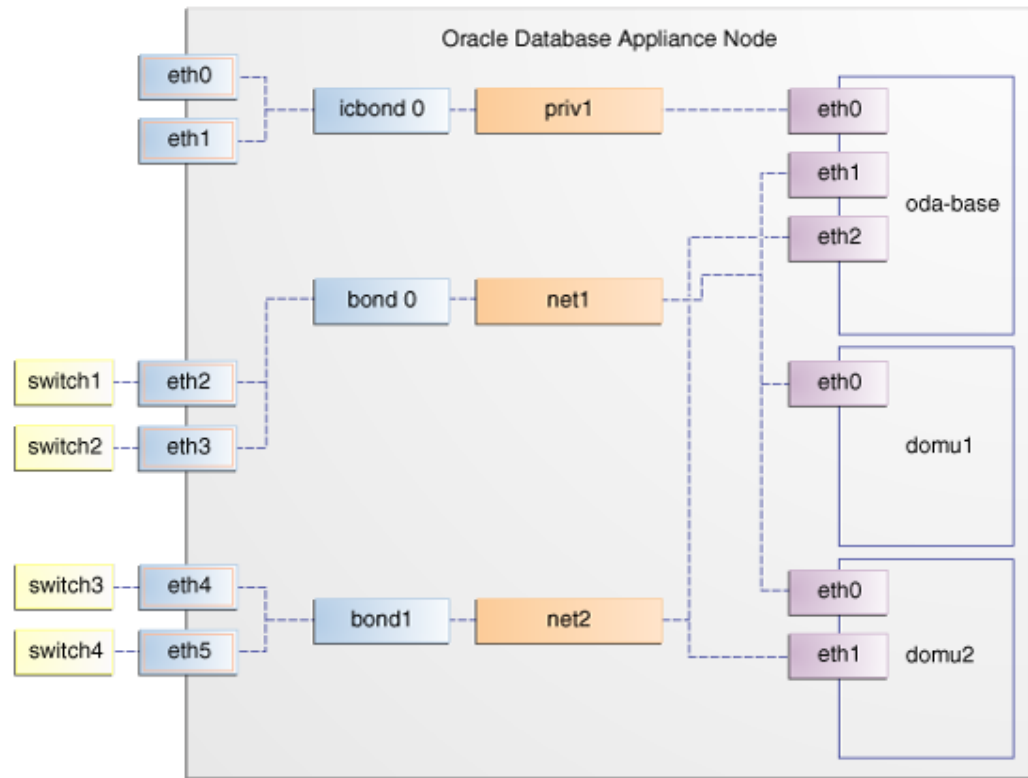 Oracle Database Appliance Node
eth0
icbond 0
priv1
eth0
eth1
eth1
oda-base
eth2
bond 0
net1
switch1
eth2
eth0
switch2
eth3
domu1
switch3
eth4
eth0
bond1
net2
switch4
eth5
eth1
domu2